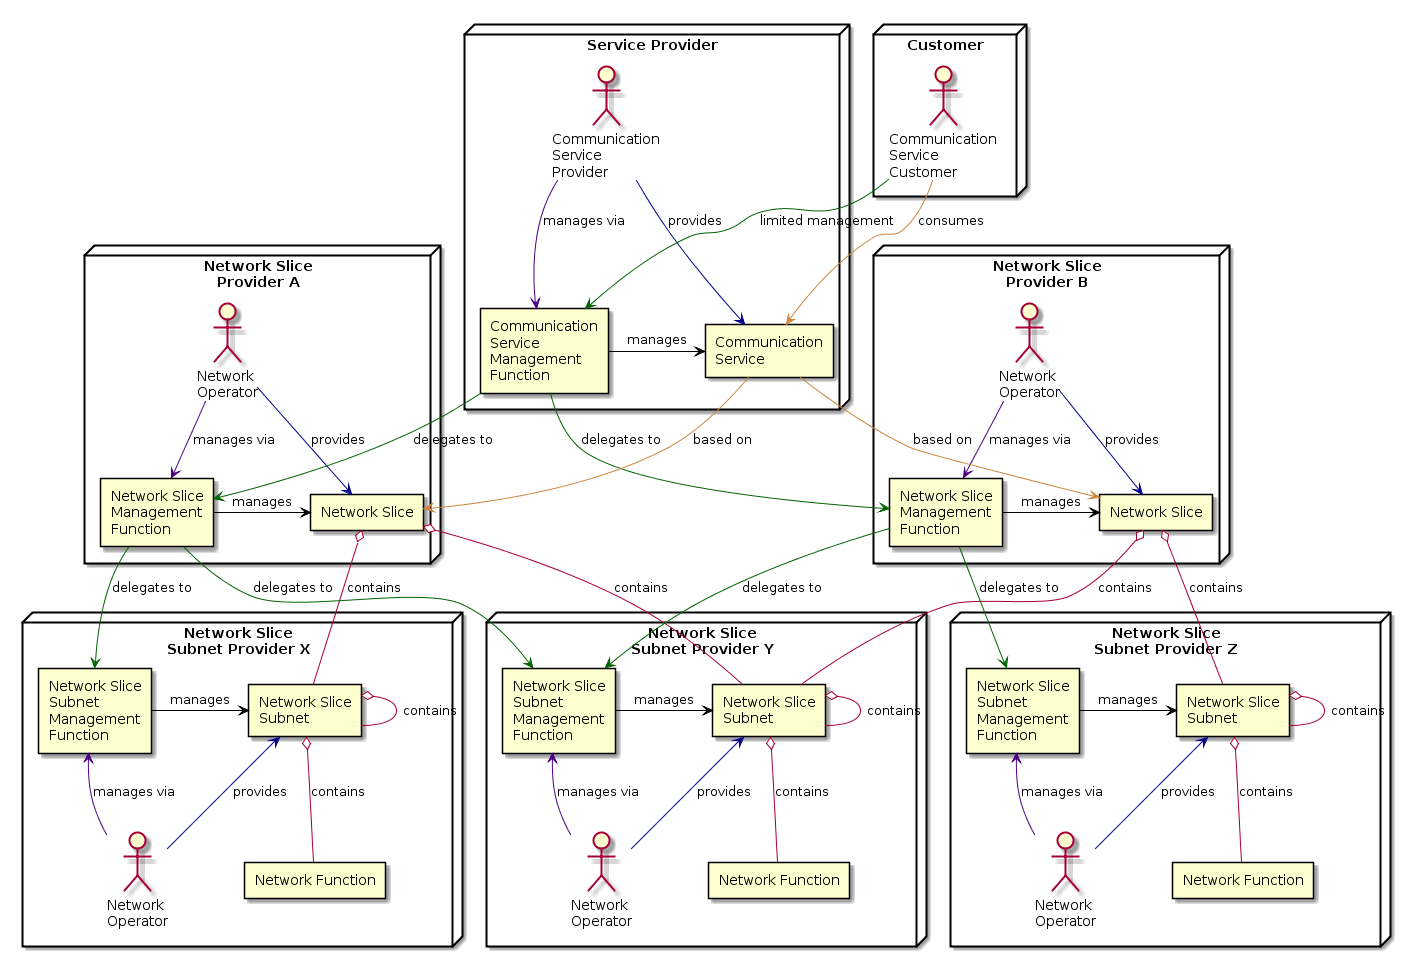 Service Provider
Customer
Communication
Service
Provider
Communication
Service
Customer
manages via
provides
limited management
consumes
Network Slice
Provider A
Network Slice
Provider B
Network
Operator
Communication
Service
Management
Function
manages
Communication
Service
Network
Operator
manages via
provides
delegates to
delegates to
based on
based on
manages via
provides
Network Slice
Management
Function
manages
Network Slice
Network Slice
Management
Function
manages
Network Slice
delegates to
delegates to
contains
contains
delegates to
delegates to
contains
contains
Network Slice
Subnet Provider X
Network Slice
Subnet Provider Y
Network Slice
Subnet Provider Z
Network Slice
Subnet
Management
Function
manages
Network Slice
Subnet
contains
Network Slice
Subnet
Management
Function
manages
Network Slice
Subnet
contains
Network Slice
Subnet
Management
Function
manages
Network Slice
Subnet
contains
manages via
provides
contains
manages via
provides
contains
manages via
provides
contains
Network
Operator
Network Function
Network
Operator
Network Function
Network
Operator
Network Function